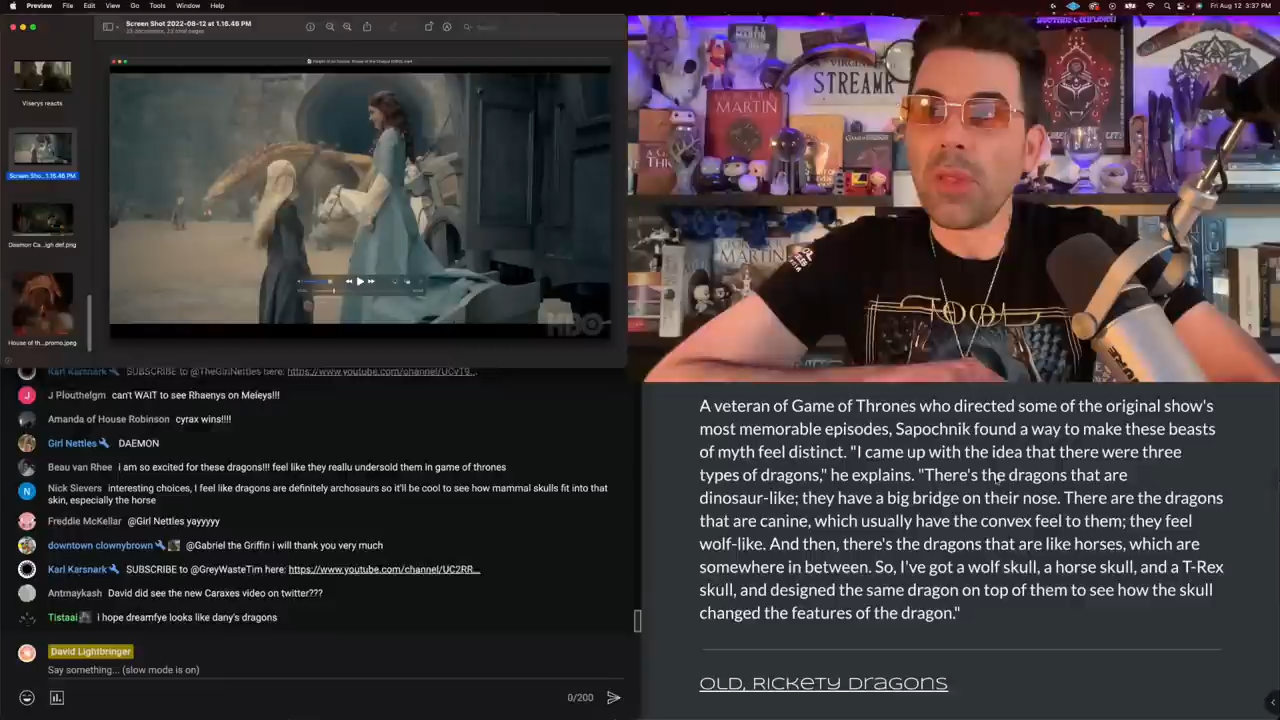 Preview File Edit View Go Tools Window Help
Fri Aug 12 3:37 PM
Screen Shot 2022-08-12 at 1.16.46 PM
Viserys reacts
Screen Sho...1.16.46 PM
Daemon Ca...igh def.png
House of th...promo.jpeg
HBO
STREAMR
MARTIN
TOOL
Karl Karsnark SUBSCRIBE to @TheGirlNettles here: https://www.youtube.com/channel/UCvT9...
J Plouthelgm can't WAIT to see Rhaenys on Meleys!!!
Amanda of House Robinson cyrax wins!!!!
Girl Nettles DAEMON
Beau van Rhee i am so excited for these dragons!!! feel like they reallu undersold them in game of thrones
Nick Sievers interesting choices, I feel like dragons are definitely archosaurs so it'll be cool to see how mammal skulls fit into that
skin, especially the horse
Freddie McKellar @Girl Nettles yayyyyy
downtown clownybrown @Gabriel the Griffin i will thank you very much
Karl Karsnark SUBSCRIBE to @GreyWasteTim here: https://www.youtube.com/channel/UC2RR...
Antmaykash David did see the new Caraxes video on twitter???
Tistaal i hope dreamfye looks like dany's dragons
David Lightbringer
Say something... (slow mode is on)
0/200
A veteran of Game of Thrones who directed some of the original show's
most memorable episodes, Sapochnik found a way to make these beasts
of myth feel distinct. "I came up with the idea that there were three
types of dragons," he explains. "There's the dragons that are
dinosaur-like; they have a big bridge on their nose. There are the dragons
that are canine, which usually have the convex feel to them; they feel
wolf-like. And then, there's the dragons that are like horses, which are
somewhere in between. So, I've got a wolf skull, a horse skull, and a T-Rex
skull, and designed the same dragon on top of them to see how the skull
changed the features of the dragon."
OLD, RICKETY DRAGONS